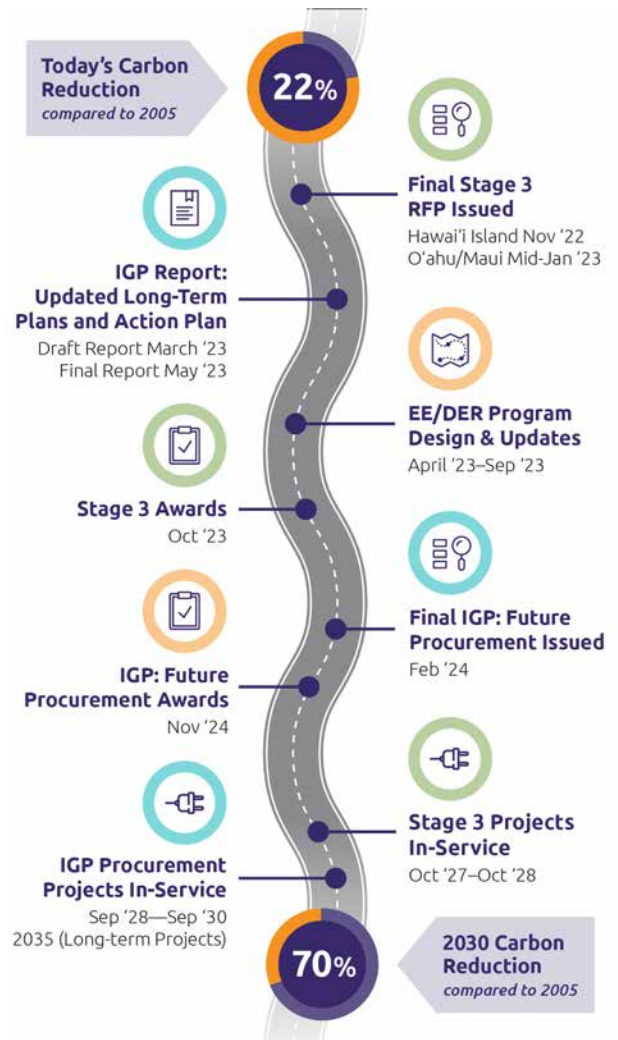 Today's Carbon
Reduction
compared to 2005
22%
Final Stage 3
RFP Issued
Hawai'i Island Nov '22
O'ahu/Maui Mid-Jan '23
IGP Report:
Updated Long-Term
Plans and Action Plan
Draft Report March '23
Final Report May '23
EE/DER Program
Design & Updates
April '23–Sep '23
Stage 3 Awards
Oct '23
Final IGP: Future
Procurement Issued
Feb '24
IGP: Future
Procurement Awards
Nov '24
Stage 3 Projects
In-Service
Oct '27–Oct '28
IGP Procurement
Projects In-Service
Sep '28—Sep '30
2035 (Long-term Projects)
70%
2030 Carbon
Reduction
compared to 2005